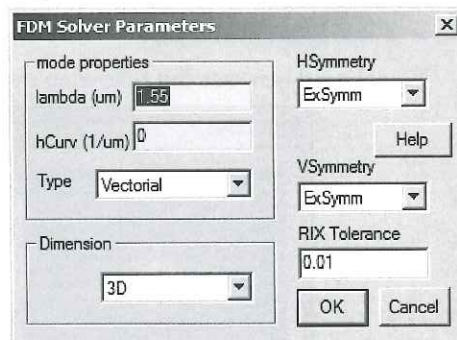 FDM Solver Parameters
mode properties
lambda (um) 1.55
hCurv (1/um) 0
Type Vectorial
Dimension
3D
HSymmetry
ExSymm
Help
VSymmetry
ExSymm
RIX Tolerance
0.01
OK Cancel